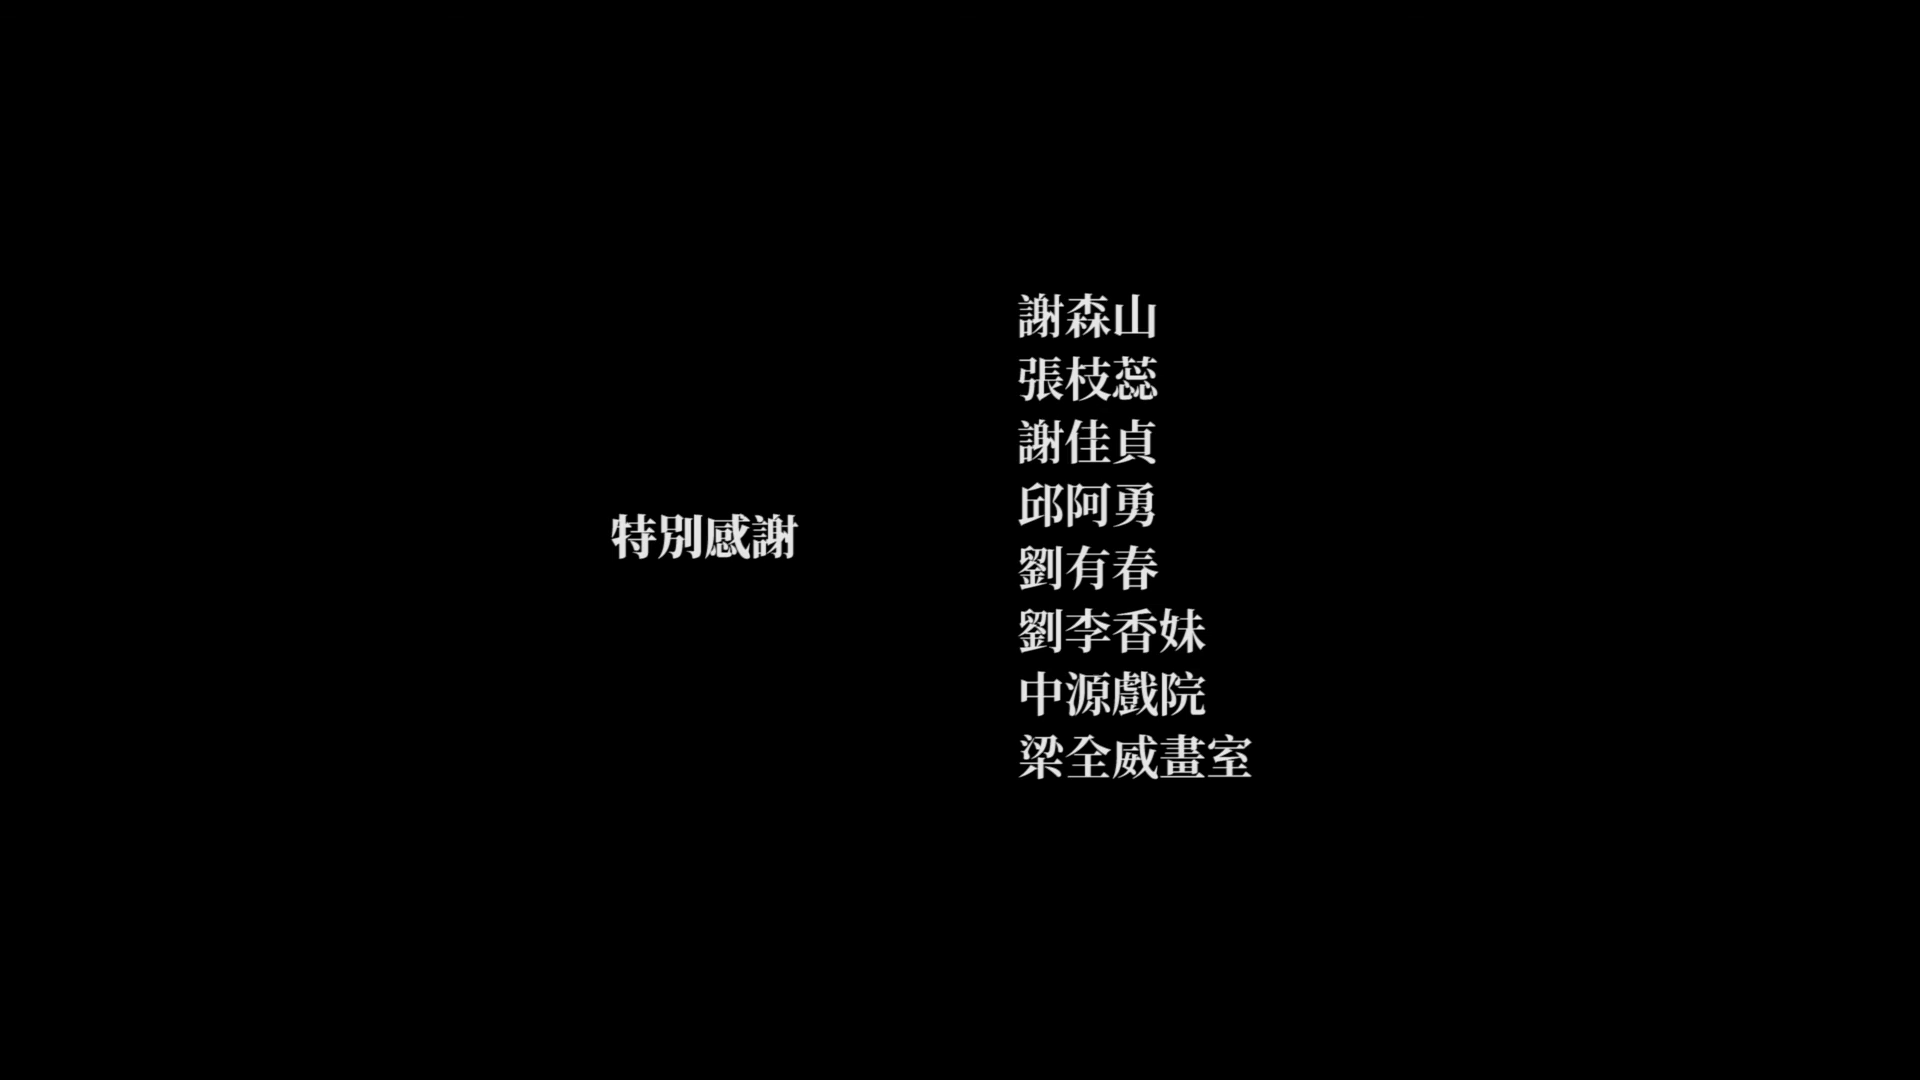 特別感謝
謝森山
張枝蕊
謝佳貞
邱阿勇
劉有春
劉李香妹
中源戲院
梁全威畫室